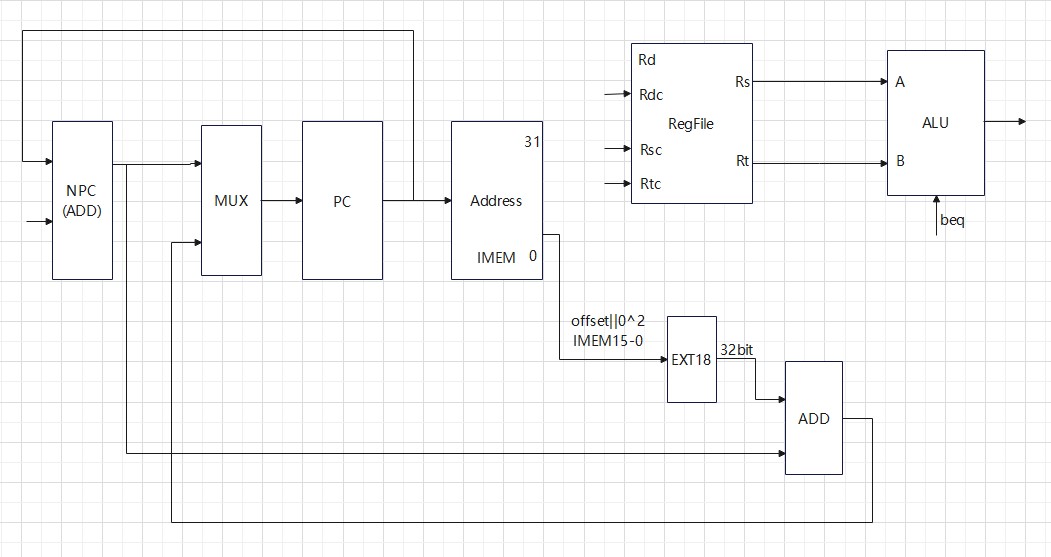 NPC
(ADD)
MUX
PC
31
Address
IMEM 0
Rd
Rdc
Rsc
Rtc
RegFile
Rs
Rt
A
B
ALU
beq
offset||0^2
IMEM15-0
EXT18
32bit
ADD